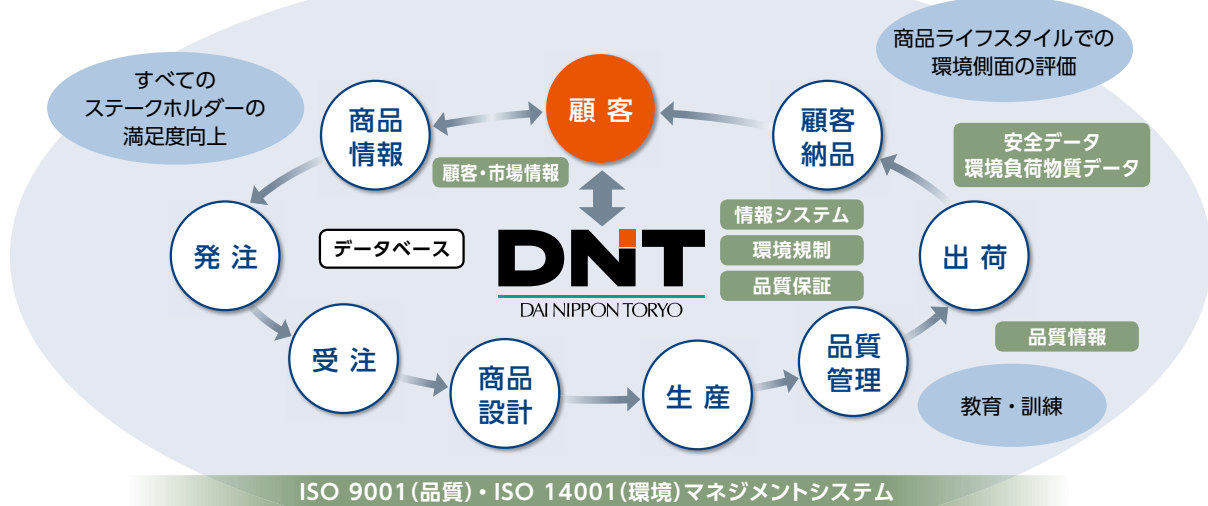 すべての
ステークホルダーの
満足度向上
商品
情報
顧客
顧客・市場情報
顧客
納品
商品ライフスタイルでの
環境側面の評価
安全データ
環境負荷物質データ
発注
データベース
DNT
DAI NIPPON TORYO
情報システム
環境規制
品質保証
出荷
品質情報
受注
商品
設計
生産
品質
管理
教育・訓練
ISO 9001(品質)・ISO 14001(環境)マネジメントシステム